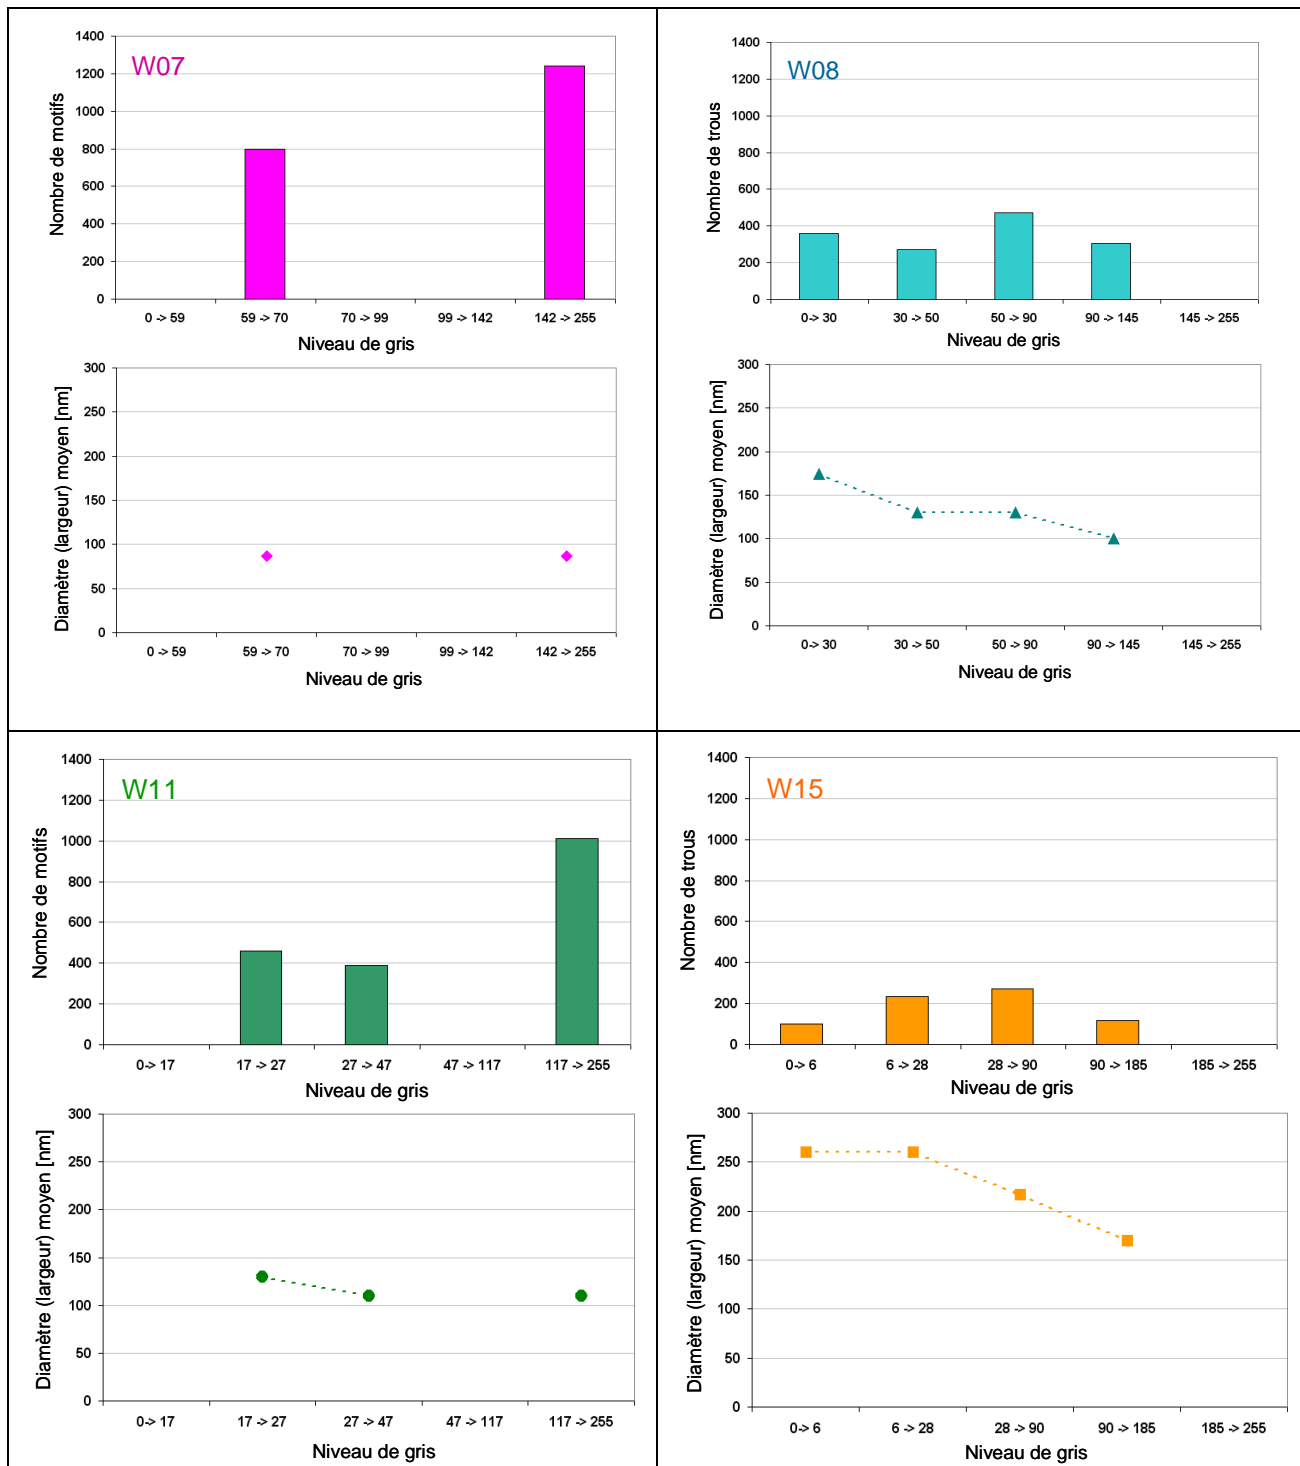 W07
Nombre de motifs
1400
1200
1000
800
600
400
200
0
0 -> 59 59 -> 70 70 -> 99 99 -> 142 142 -> 255
Niveau de gris
Diamètre (largeur) moyen [nm]
300
250
200
150
100
50
0
0 -> 59 59 -> 70 70 -> 99 99 -> 142 142 -> 255
Niveau de gris
W08
Nombre de trous
1400
1200
1000
800
600
400
200
0
0-> 30 30 -> 50 50 -> 90 90 -> 145 145 -> 255
Niveau de gris
Diamètre (largeur) moyen [nm]
300
250
200
150
100
50
0
0-> 30 30 -> 50 50 -> 90 90 -> 145 145 -> 255
Niveau de gris
W11
Nombre de motifs
1400
1200
1000
800
600
400
200
0
0-> 17 17 -> 27 27 -> 47 47 -> 117 117 -> 255
Niveau de gris
Diamètre (largeur) moyen [nm]
300
250
200
150
100
50
0
0-> 17 17 -> 27 27 -> 47 47 -> 117 117 -> 255
Niveau de gris
W15
Nombre de trous
1400
1200
1000
800
600
400
200
0
0-> 6 6 -> 28 28 -> 90 90 -> 185 185 -> 255
Niveau de gris
Diamètre (largeur) moyen [nm]
300
250
200
150
100
50
0
0-> 6 6 -> 28 28 -> 90 90 -> 185 185 -> 255
Niveau de gris